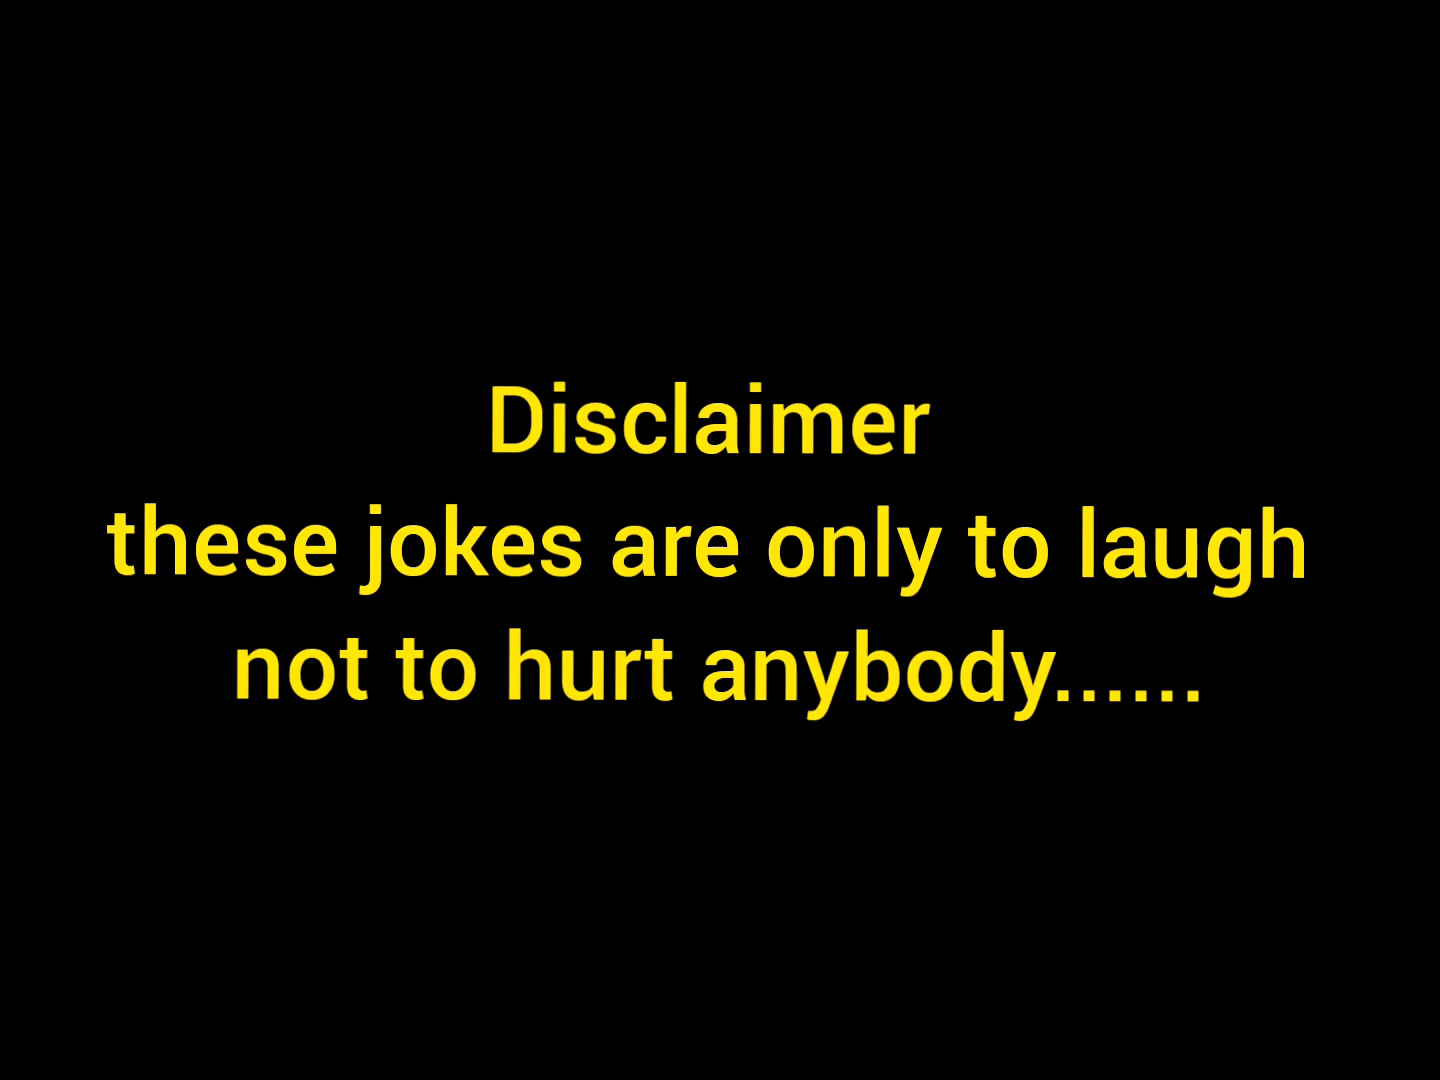 Disclaimer
these jokes are only to laugh
not to hurt anybody......